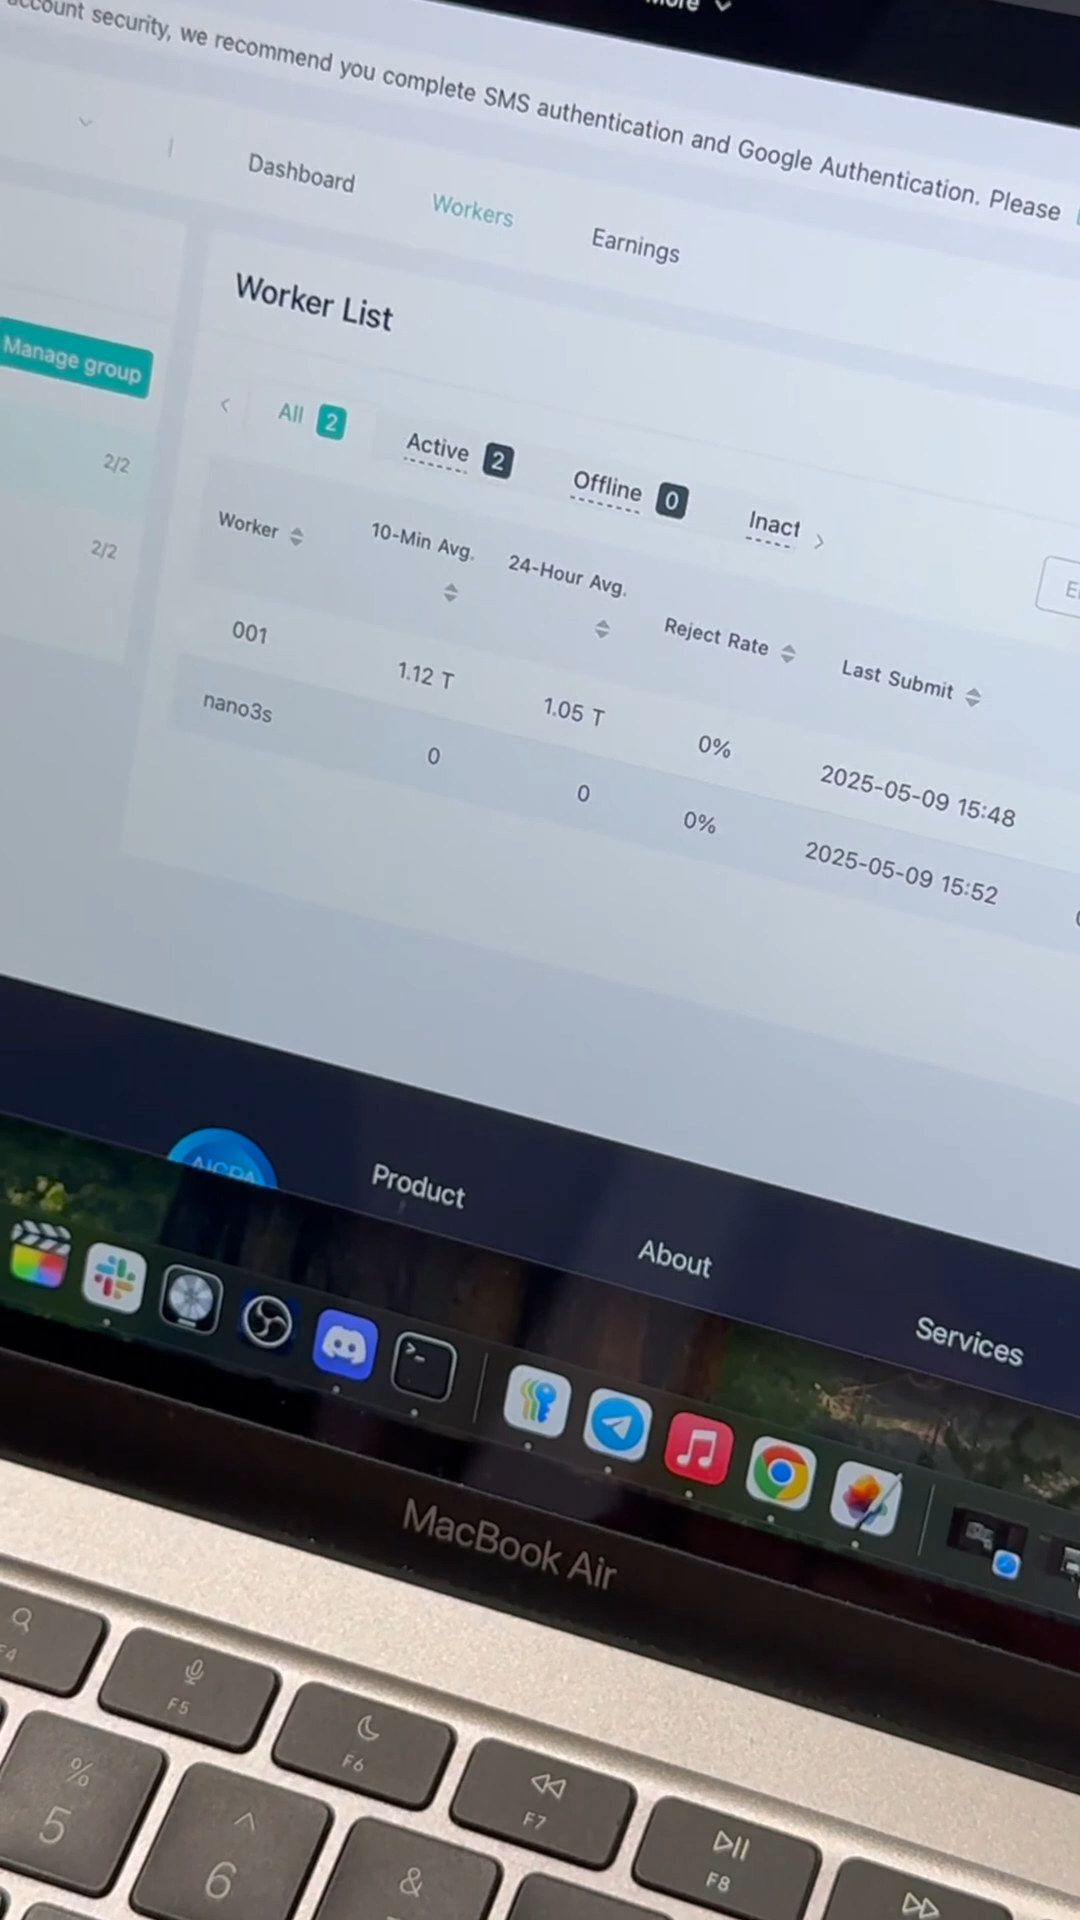 account security, we recommend you complete SMS authentication and Google Authentication. Please
Dashboard
Workers
Earnings
Worker List
Manage group
All 2
Active 2
Offline 0
Inact
2/2
2/2
Worker
10-Min Avg.
24-Hour Avg.
Reject Rate
Last Submit
001
1.12 T
1.05 T
0%
2025-05-09 15:48
nano3s
0
0
0%
2025-05-09 15:52
AICPA
Product
About
Services
MacBook Air
F4
F5
F6
F7
F8
%
5
^
6
&